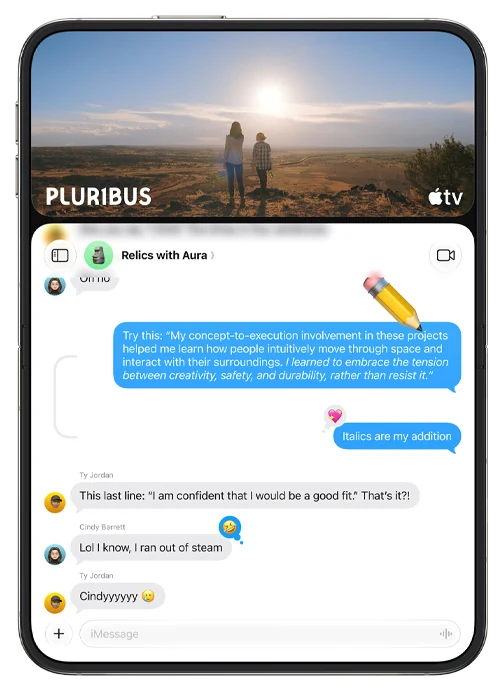 PLUR1BUS
tv
Relics with Aura
Oh no
Try this: “My concept-to-execution involvement in these projects
helped me learn how people intuitively move through space and
interact with their surroundings. I learned to embrace the tension
between creativity, safety, and durability, rather than resist it.”
Italics are my addition
Ty Jordan
This last line: “I am confident that I would be a good fit.” That’s it?!
Cindy Barrett
Lol I know, I ran out of steam
Ty Jordan
Cindyyyyyy 🥲
iMessage